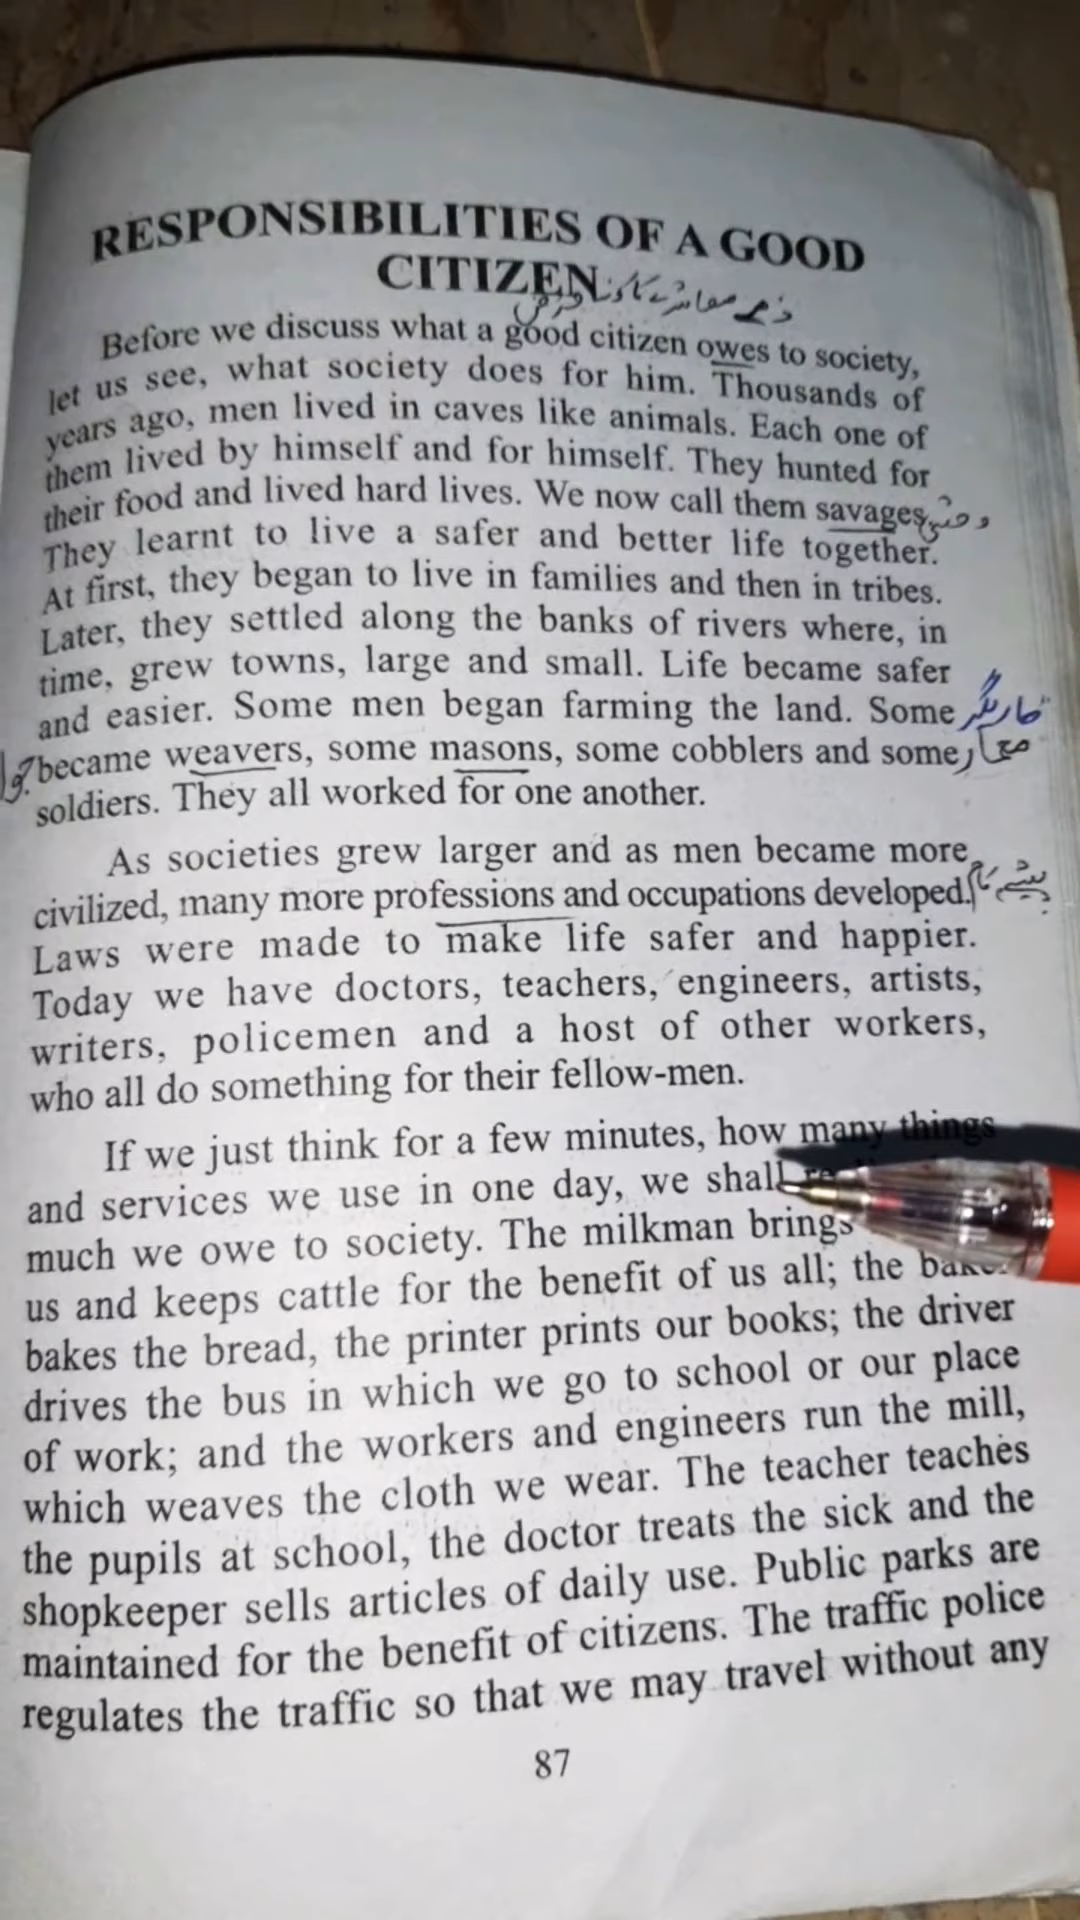 RESPONSIBILITIES OF A GOOD
CITIZEN
ذمہ معاشرے کا فرض
Before we discuss what a good citizen owes to society,
let us see, what society does for him. Thousands of
years ago, men lived in caves like animals. Each one of
them lived by himself and for himself. They hunted for
their food and lived hard lives. We now call them savages. وحشی
They learnt to live a safer and better life together.
At first, they began to live in families and then in tribes.
Later, they settled along the banks of rivers where, in
time, grew towns, large and small. Life became safer
and easier. Some men began farming the land. Some
became weavers, some masons, some cobblers and some معمار
soldiers. They all worked for one another.
As societies grew larger and as men became more
civilized, many more professions and occupations developed. پیشے
Laws were made to make life safer and happier.
Today we have doctors, teachers, engineers, artists,
writers, policemen and a host of other workers,
who all do something for their fellow-men.
If we just think for a few minutes, how many things
and services we use in one day, we shall
much we owe to society. The milkman brings
us and keeps cattle for the benefit of us all; the baker
bakes the bread, the printer prints our books; the driver
drives the bus in which we go to school or our place
of work; and the workers and engineers run the mill,
which weaves the cloth we wear. The teacher teaches
the pupils at school, the doctor treats the sick and the
shopkeeper sells articles of daily use. Public parks are
maintained for the benefit of citizens. The traffic police
regulates the traffic so that we may travel without any
87